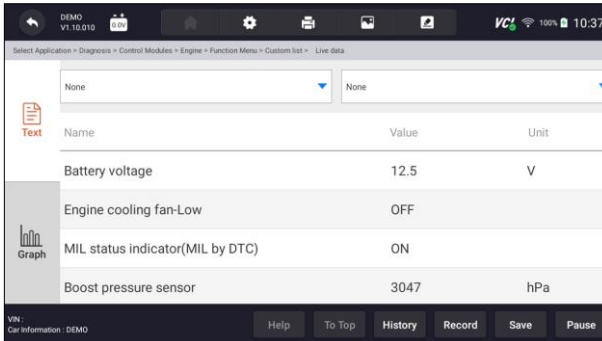 DEMO
V1.10.010
0.0V
VC!
100%
10:37
Select Application > Diagnosis > Control Modules > Engine > Function Menu > Custom list > Live data
None None
Text
Name Value Unit
Battery voltage 12.5 V
Engine cooling fan-Low OFF
Graph
MIL status indicator(MIL by DTC) ON
Boost pressure sensor 3047 hPa
VIN :
Car Information : DEMO
Help To Top History Record Save Pause